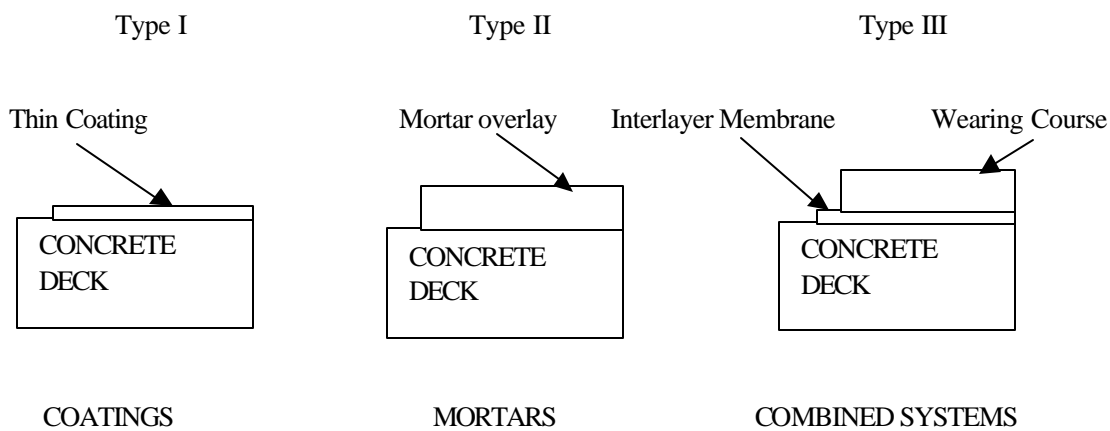 Type I
Type II
Type III
Thin Coating
Mortar overlay
Interlayer Membrane
Wearing Course
CONCRETE
DECK
CONCRETE
DECK
CONCRETE
DECK
COATINGS
MORTARS
COMBINED SYSTEMS